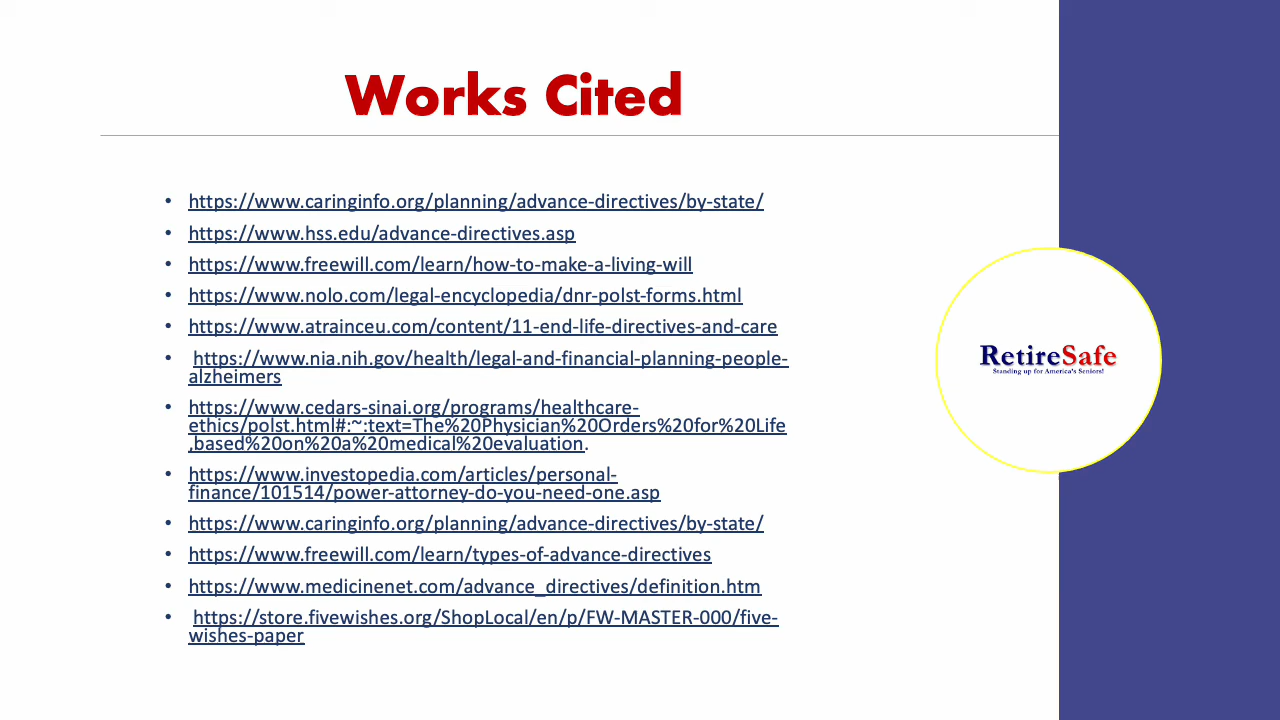 Works Cited
• https://www.caringinfo.org/planning/advance-directives/by-state/
• https://www.hss.edu/advance-directives.asp
• https://www.freewill.com/learn/how-to-make-a-living-will
• https://www.nolo.com/legal-encyclopedia/dnr-polst-forms.html
• https://www.atrainceu.com/content/11-end-life-directives-and-care
• https://www.nia.nih.gov/health/legal-and-financial-planning-people-
alzheimers
• https://www.cedars-sinai.org/programs/healthcare-
ethics/polst.html#:~:text=The%20Physician%20Orders%20for%20Life
,based%20on%20a%20medical%20evaluation.
• https://www.investopedia.com/articles/personal-
finance/101514/power-attorney-do-you-need-one.asp
• https://www.caringinfo.org/planning/advance-directives/by-state/
• https://www.freewill.com/learn/types-of-advance-directives
• https://www.medicinenet.com/advance_directives/definition.htm
• https://store.fivewishes.org/ShopLocal/en/p/FW-MASTER-000/five-
wishes-paper
RetireSafe
Standing up for America's Seniors!